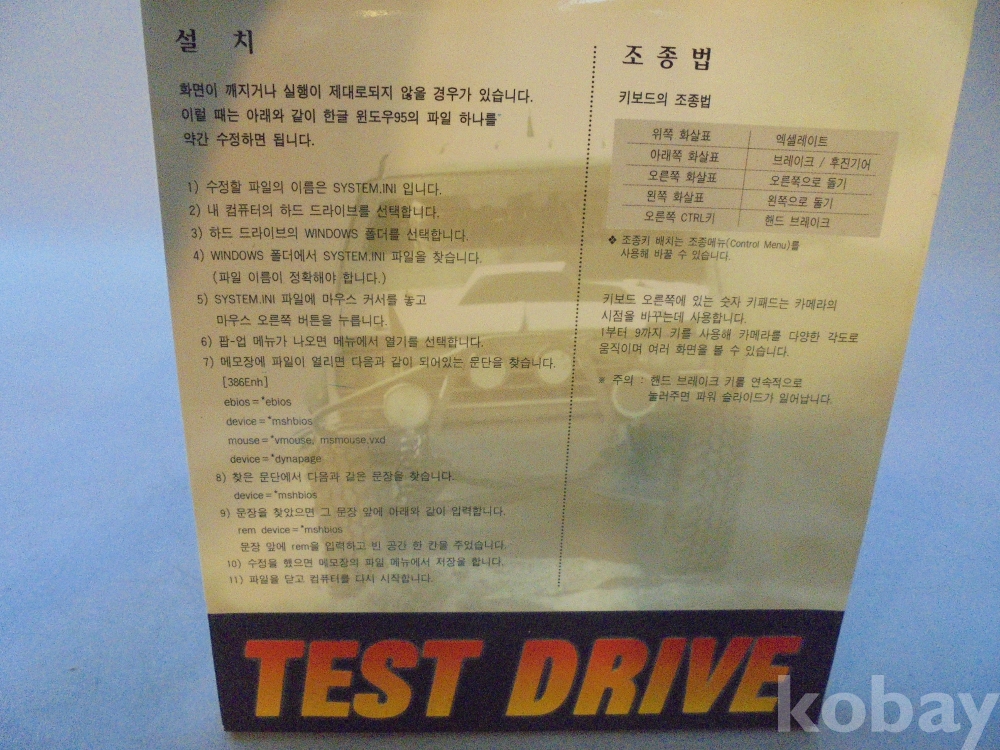 설 치
화면이 깨지거나 실행이 제대로되지 않을 경우가 있습니다.
이럴 때는 아래와 같이 한글 윈도우95의 파일 하나를
약간 수정하면 됩니다.
1) 수정할 파일의 이름은 SYSTEM.INI 입니다.
2) 내 컴퓨터의 하드 드라이브를 선택합니다.
3) 하드 드라이브의 WINDOWS 폴더를 선택합니다.
4) WINDOWS 폴더에서 SYSTEM.INI 파일을 찾습니다.
(파일 이름이 정확해야 합니다.)
5) SYSTEM.INI 파일에 마우스 커서를 놓고
마우스 오른쪽 버튼을 누릅니다.
6) 팝-업 메뉴가 나오면 메뉴에서 열기를 선택합니다.
7) 메모장에 파일이 열리면 다음과 같이 되어있는 문단을 찾습니다.
[386Enh]
ebios=*ebios
device=*mshbios
mouse=*vmouse, msmouse.vxd
device=*dynapage
8) 찾은 문단에서 다음과 같은 문장을 찾습니다.
device=*mshbios
9) 문장을 찾았으면 그 문장 앞에 아래와 같이 입력합니다.
rem device=*mshbios
문장 앞에 rem을 입력하고 빈 공간 한 칸을 주었습니다.
10) 수정을 했으면 메모장의 파일 메뉴에서 저장을 합니다.
11) 파일을 닫고 컴퓨터를 다시 시작합니다.
조 종 법
키보드의 조종법
위쪽 화살표 엑셀레이트
아래쪽 화살표 브레이크 / 후진기어
오른쪽 화살표 오른쪽으로 돌기
왼쪽 화살표 왼쪽으로 돌기
오른쪽 CTRL키 핸드 브레이크
❖ 조종키 배치는 조종메뉴(Control Menu)를
사용해 바꿀 수 있습니다.
키보드 오른쪽에 있는 숫자 키패드는 카메라의
시점을 바꾸는데 사용합니다.
1부터 9까지 키를 사용해 카메라를 다양한 각도로
움직이며 여러 화면을 볼 수 있습니다.
※ 주의 : 핸드 브레이크 키를 연속적으로
눌러주면 파워 슬라이드가 일어납니다.
TEST DRIVE
kobay